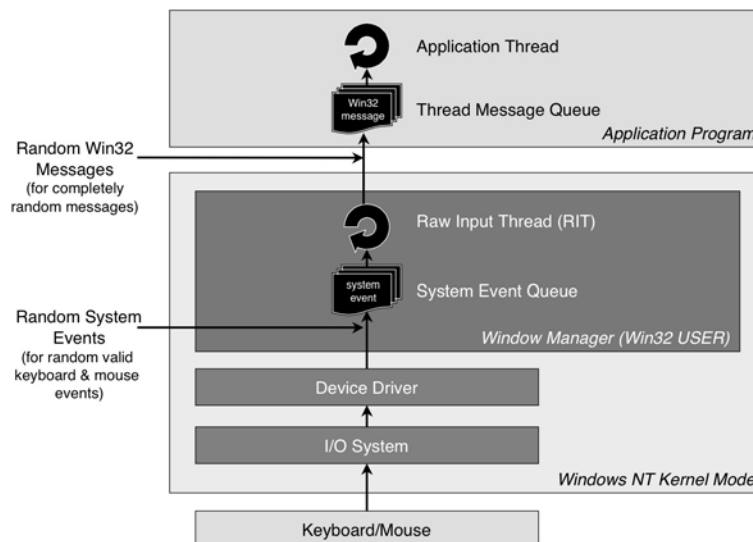 Application Thread
Win32
message
Thread Message Queue
Application Program
Random Win32
Messages
(for completely
random messages)
Raw Input Thread (RIT)
system
event
System Event Queue
Window Manager (Win32 USER)
Random System
Events
(for random valid
keyboard & mouse
events)
Device Driver
I/O System
Windows NT Kernel Mode
Keyboard/Mouse